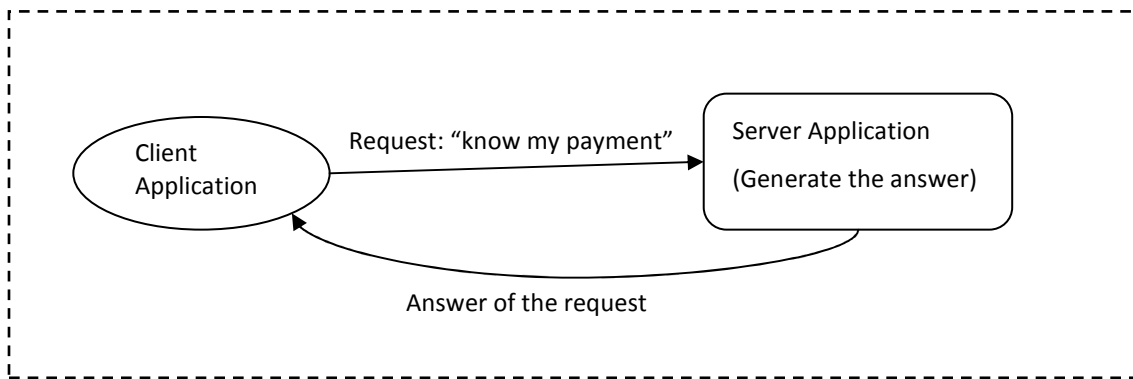 Client
Application
Request: “know my payment”
Server Application
(Generate the answer)
Answer of the request